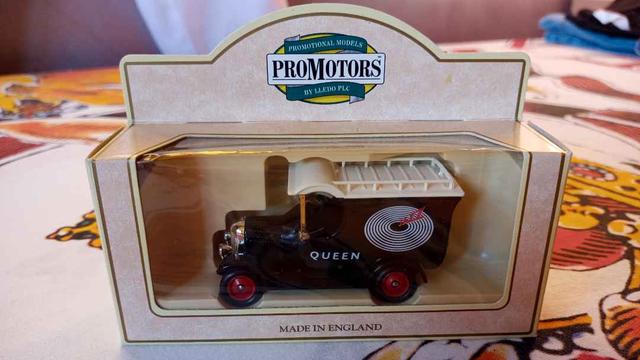 PROMOTIONAL MODELS
PROMOTORS
BY LLEDO PLC
QUEEN
MADE IN ENGLAND